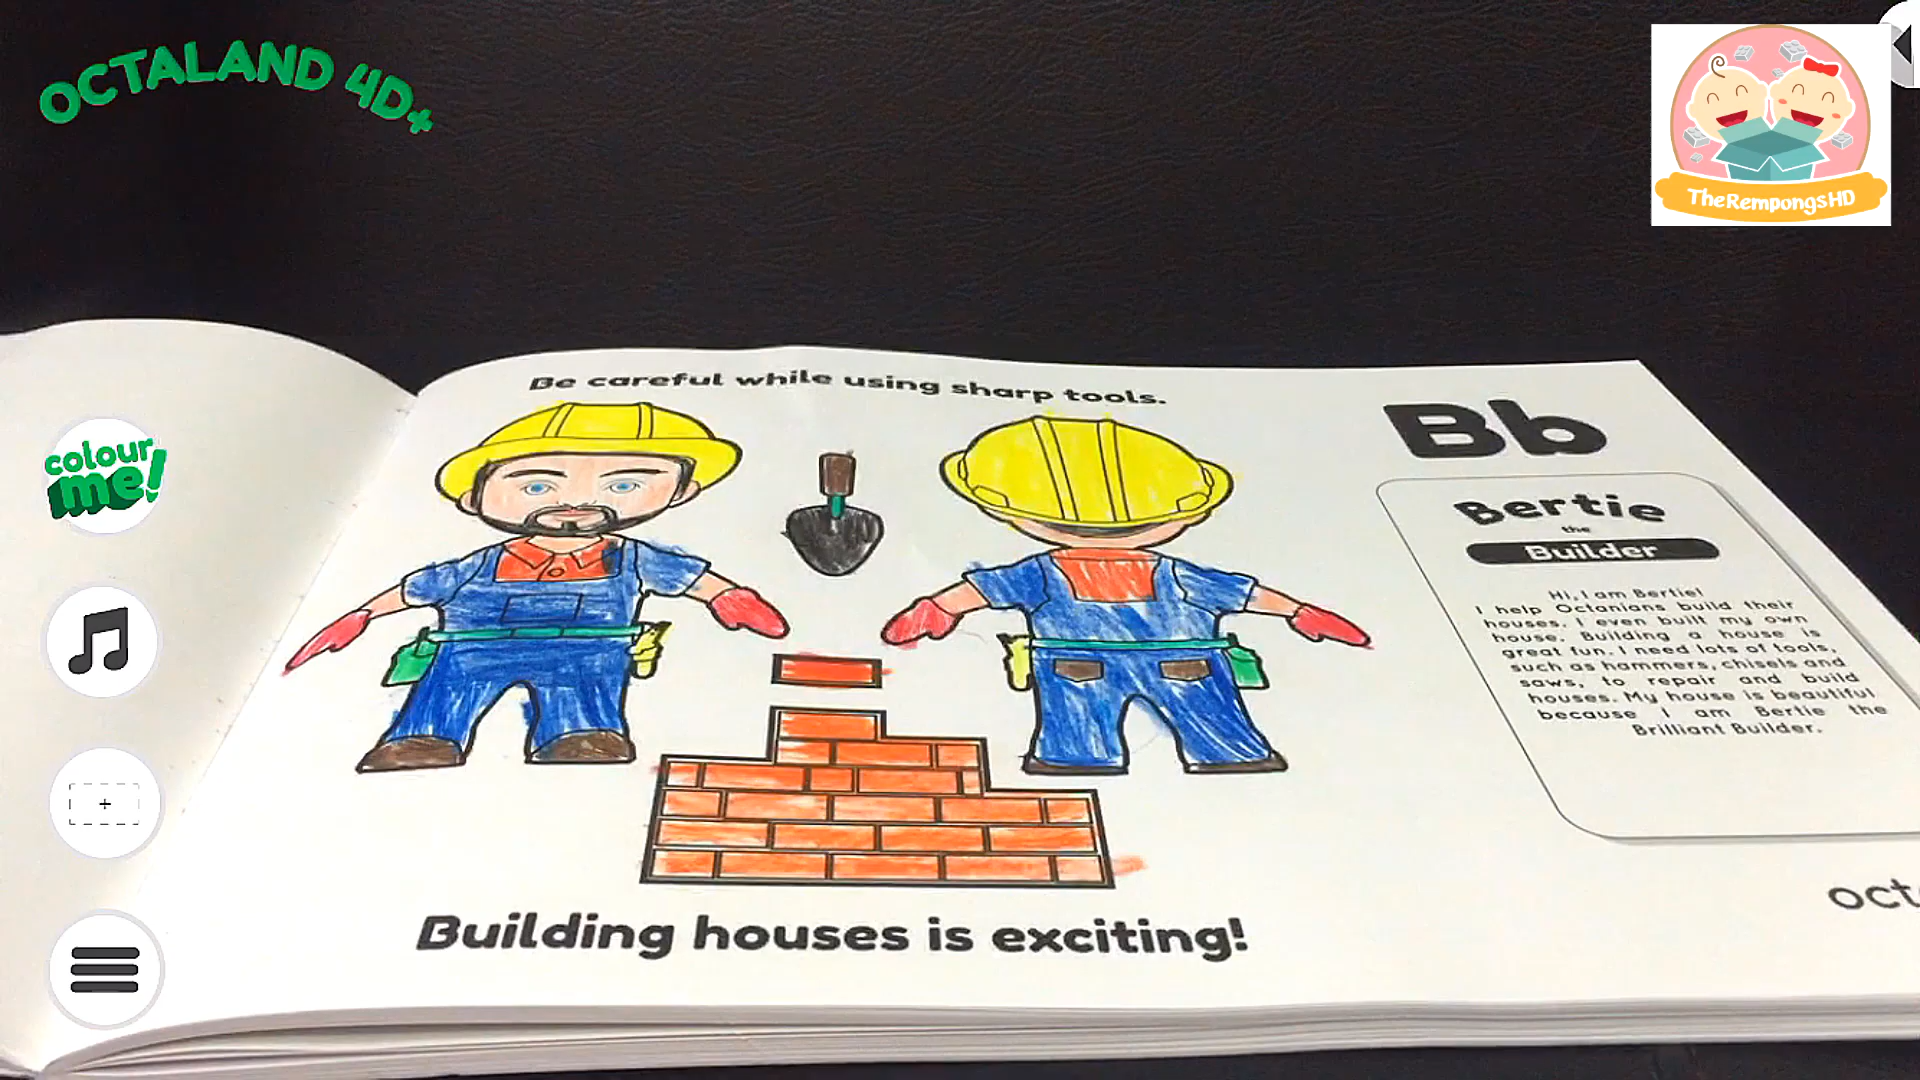 OCTALAND 4D+
TheRempongsHD
colour
me!
Be careful while using sharp tools.
Bb
Bertie
the
Builder
Hi, I am Bertie!
I help Octanians build their
houses. I even built my own
house. Building a house is
great fun. I need lots of tools,
such as hammers, chisels and
saws, to repair and build
houses. My house is beautiful
because I am Bertie the
Brilliant Builder.
Building houses is exciting!